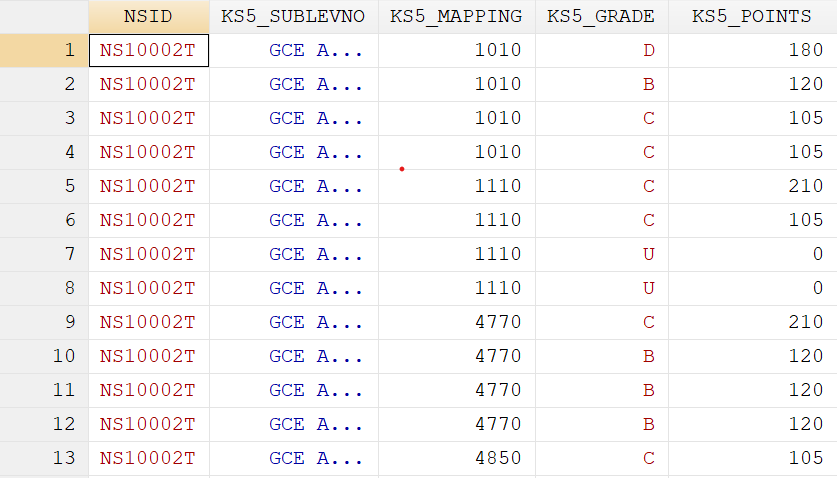 NSID KS5_SUBLEVNO KS5_MAPPING KS5_GRADE KS5_POINTS
1 NS10002T GCE A... 1010 D 180
2 NS10002T GCE A... 1010 B 120
3 NS10002T GCE A... 1010 C 105
4 NS10002T GCE A... 1010 C 105
5 NS10002T GCE A... 1110 C 210
6 NS10002T GCE A... 1110 C 105
7 NS10002T GCE A... 1110 U 0
8 NS10002T GCE A... 1110 U 0
9 NS10002T GCE A... 4770 C 210
10 NS10002T GCE A... 4770 B 120
11 NS10002T GCE A... 4770 B 120
12 NS10002T GCE A... 4770 B 120
13 NS10002T GCE A... 4850 C 105